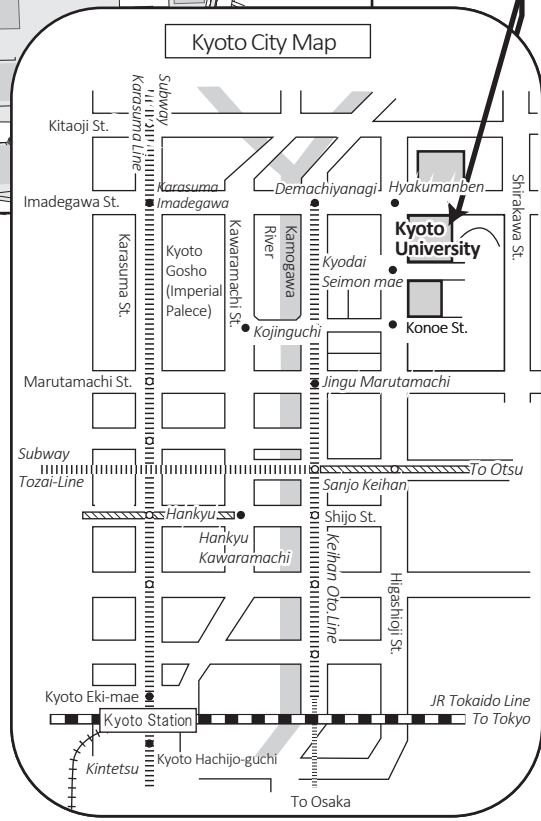 Kyoto City Map
Subway
Karasuma Line
Kitaoji St.
Imadegawa St.
Karasuma
Imadegawa
Demachiyanagi
Hyakumanben
Shirakawa St.
Kyoto
University
Karasuma St.
Kyoto
Gosho
(Imperial
Palece)
Kawaramachi St.
Kamogawa
River
Kyodai
Seimon mae
Kojinguchi
Konoe St.
Marutamachi St.
Jingu Marutamachi
Subway
Tozai-Line
To Otsu
Sanjo Keihan
Hankyu
Shijo St.
Hankyu
Kawaramachi
Keihan Oto.Line
Higashioji St.
Kyoto Eki-mae
JR Tokaido Line
Kyoto Station
To Tokyo
Kintetsu
Kyoto Hachijo-guchi
To Osaka